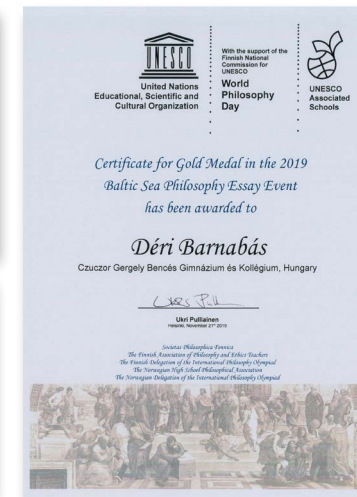 UNESCO
United Nations
Educational, Scientific and
Cultural Organization
With the support of the
Finnish National
Commission for
UNESCO
World
Philosophy
Day
UNESCO
Associated
Schools
Certificate for Gold Medal in the 2019
Baltic Sea Philosophy Essay Event
has been awarded to
Déri Barnabás
Czuczor Gergely Bencés Gimnázium és Kollégium, Hungary
Ukri Pulliainen
Helsinki, November 21st 2019
Societas Philosophica Fennica
The Finnish Association of Philosophy and Ethics Teachers
The Finnish Delegation of the International Philosophy Olympiad
The Norwegian High School Philosophical Association
The Norwegian Delegation of the International Philosophy Olympiad